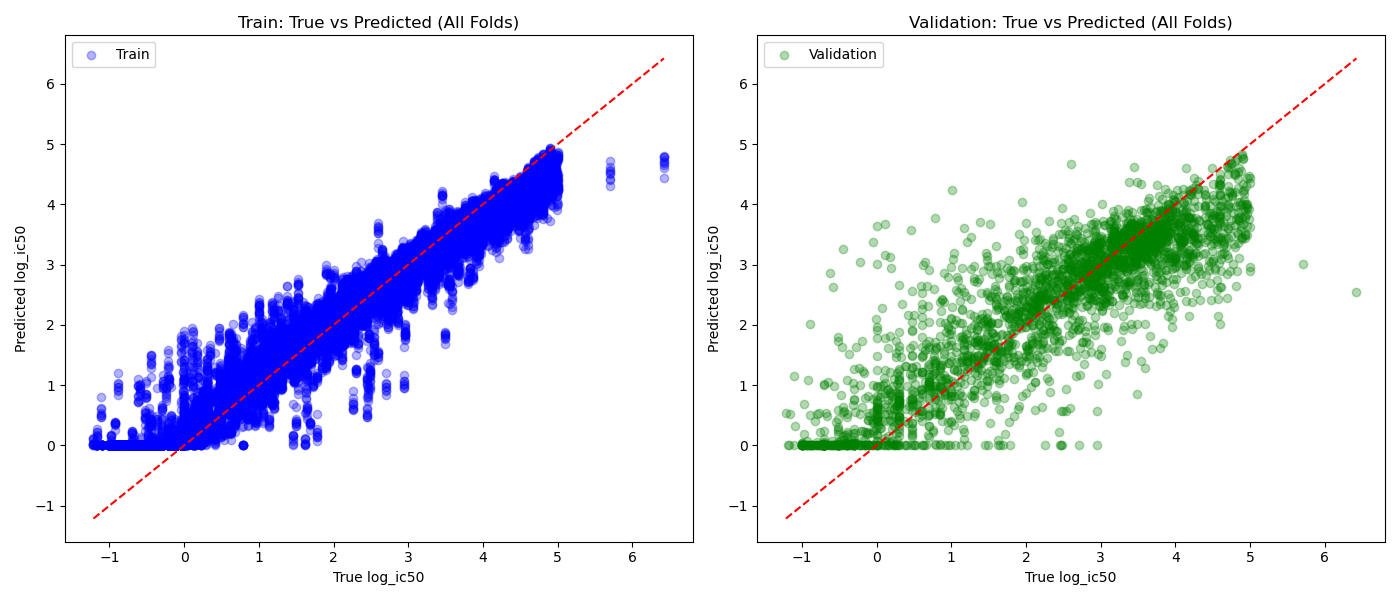 Train: True vs Predicted (All Folds)
Train
6
5
4
3
2
1
0
−1
Predicted log_ic50
−1 0 1 2 3 4 5 6
True log_ic50
Validation: True vs Predicted (All Folds)
Validation
6
5
4
3
2
1
0
−1
Predicted log_ic50
−1 0 1 2 3 4 5 6
True log_ic50